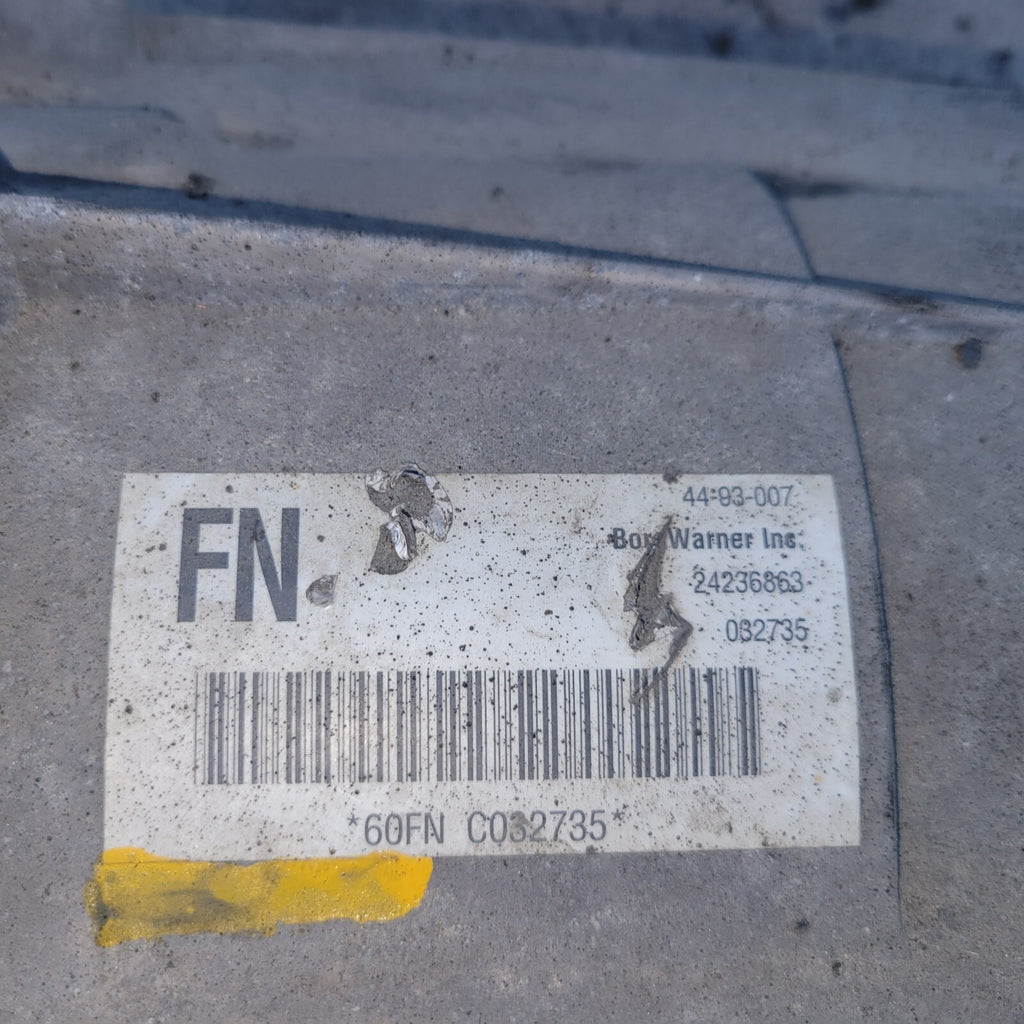 FN
44-93-007
Borg Warner Inc.
24236863
032735
*60FN C032735*